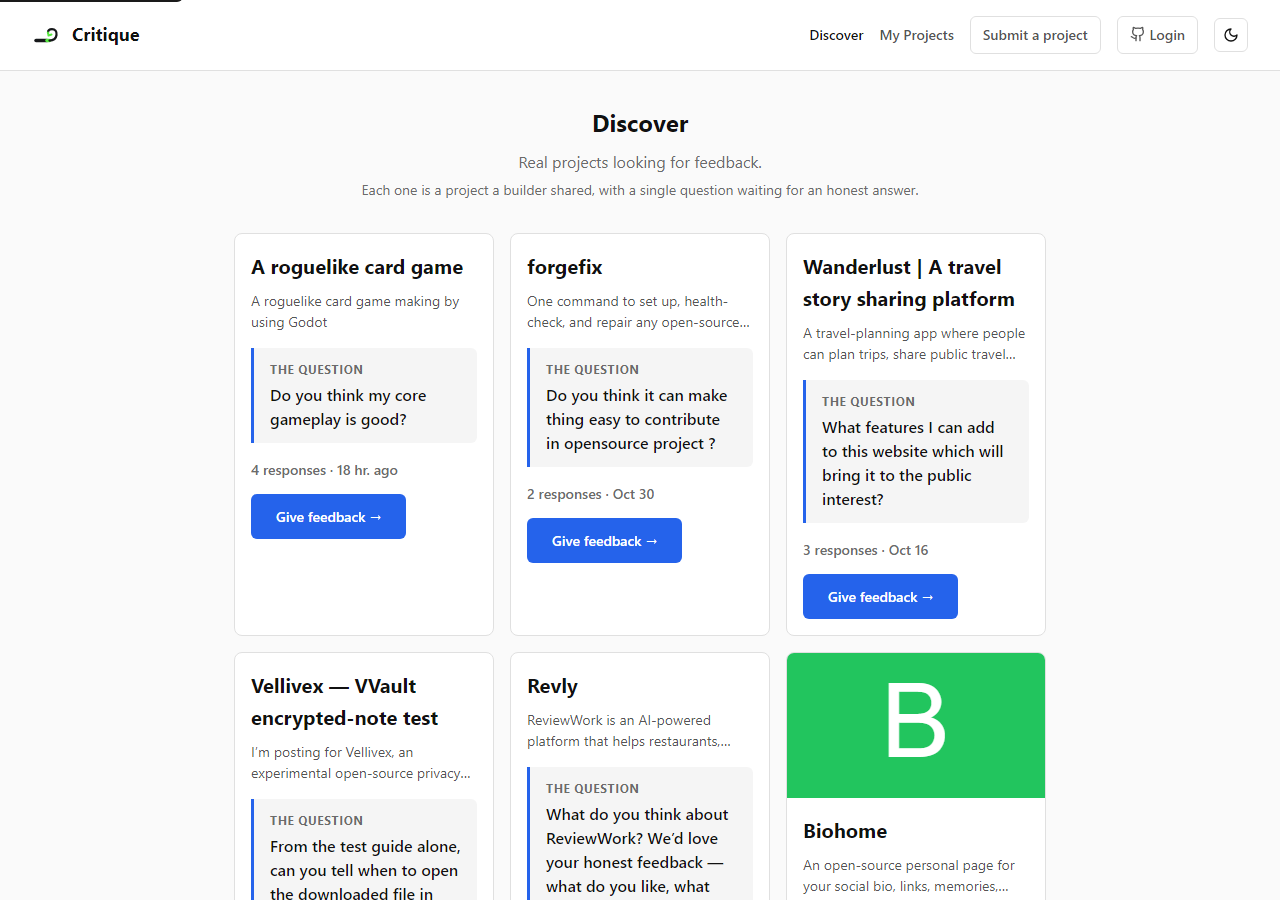 Critique
Discover
My Projects
Submit a project
Login
Discover
Real projects looking for feedback.
Each one is a project a builder shared, with a single question waiting for an honest answer.
A roguelike card game
A roguelike card game making by
using Godot
THE QUESTION
Do you think my core
gameplay is good?
4 responses · 18 hr. ago
Give feedback →
forgefix
One command to set up, health-
check, and repair any open-source...
THE QUESTION
Do you think it can make
thing easy to contribute
in opensource project ?
2 responses · Oct 30
Give feedback →
Wanderlust | A travel
story sharing platform
A travel-planning app where people
can plan trips, share public travel...
THE QUESTION
What features I can add
to this website which will
bring it to the public
interest?
3 responses · Oct 16
Give feedback →
Vellivex — VVault
encrypted-note test
I'm posting for Vellivex, an
experimental open-source privacy...
THE QUESTION
From the test guide alone,
can you tell when to open
the downloaded file in
Revly
ReviewWork is an AI-powered
platform that helps restaurants,...
THE QUESTION
What do you think about
ReviewWork? We'd love
your honest feedback —
what do you like, what
B
Biohome
An open-source personal page for
your social bio, links, memories,...